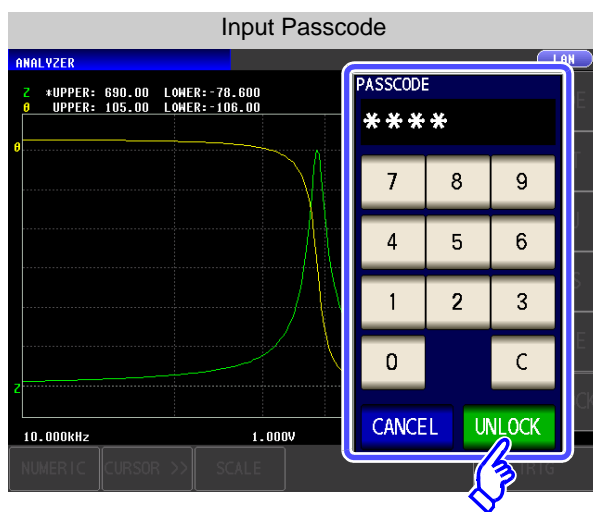 Input Passcode
ANALYZER
LAN
Z *UPPER: 690.00 LOWER:-78.600
θ UPPER: 105.00 LOWER:-106.00
θ
Z
10.000kHz 1.000V
NUMERIC CURSOR >> SCALE
PASSCODE
****
7 8 9
4 5 6
1 2 3
0 C
CANCEL UNLOCK